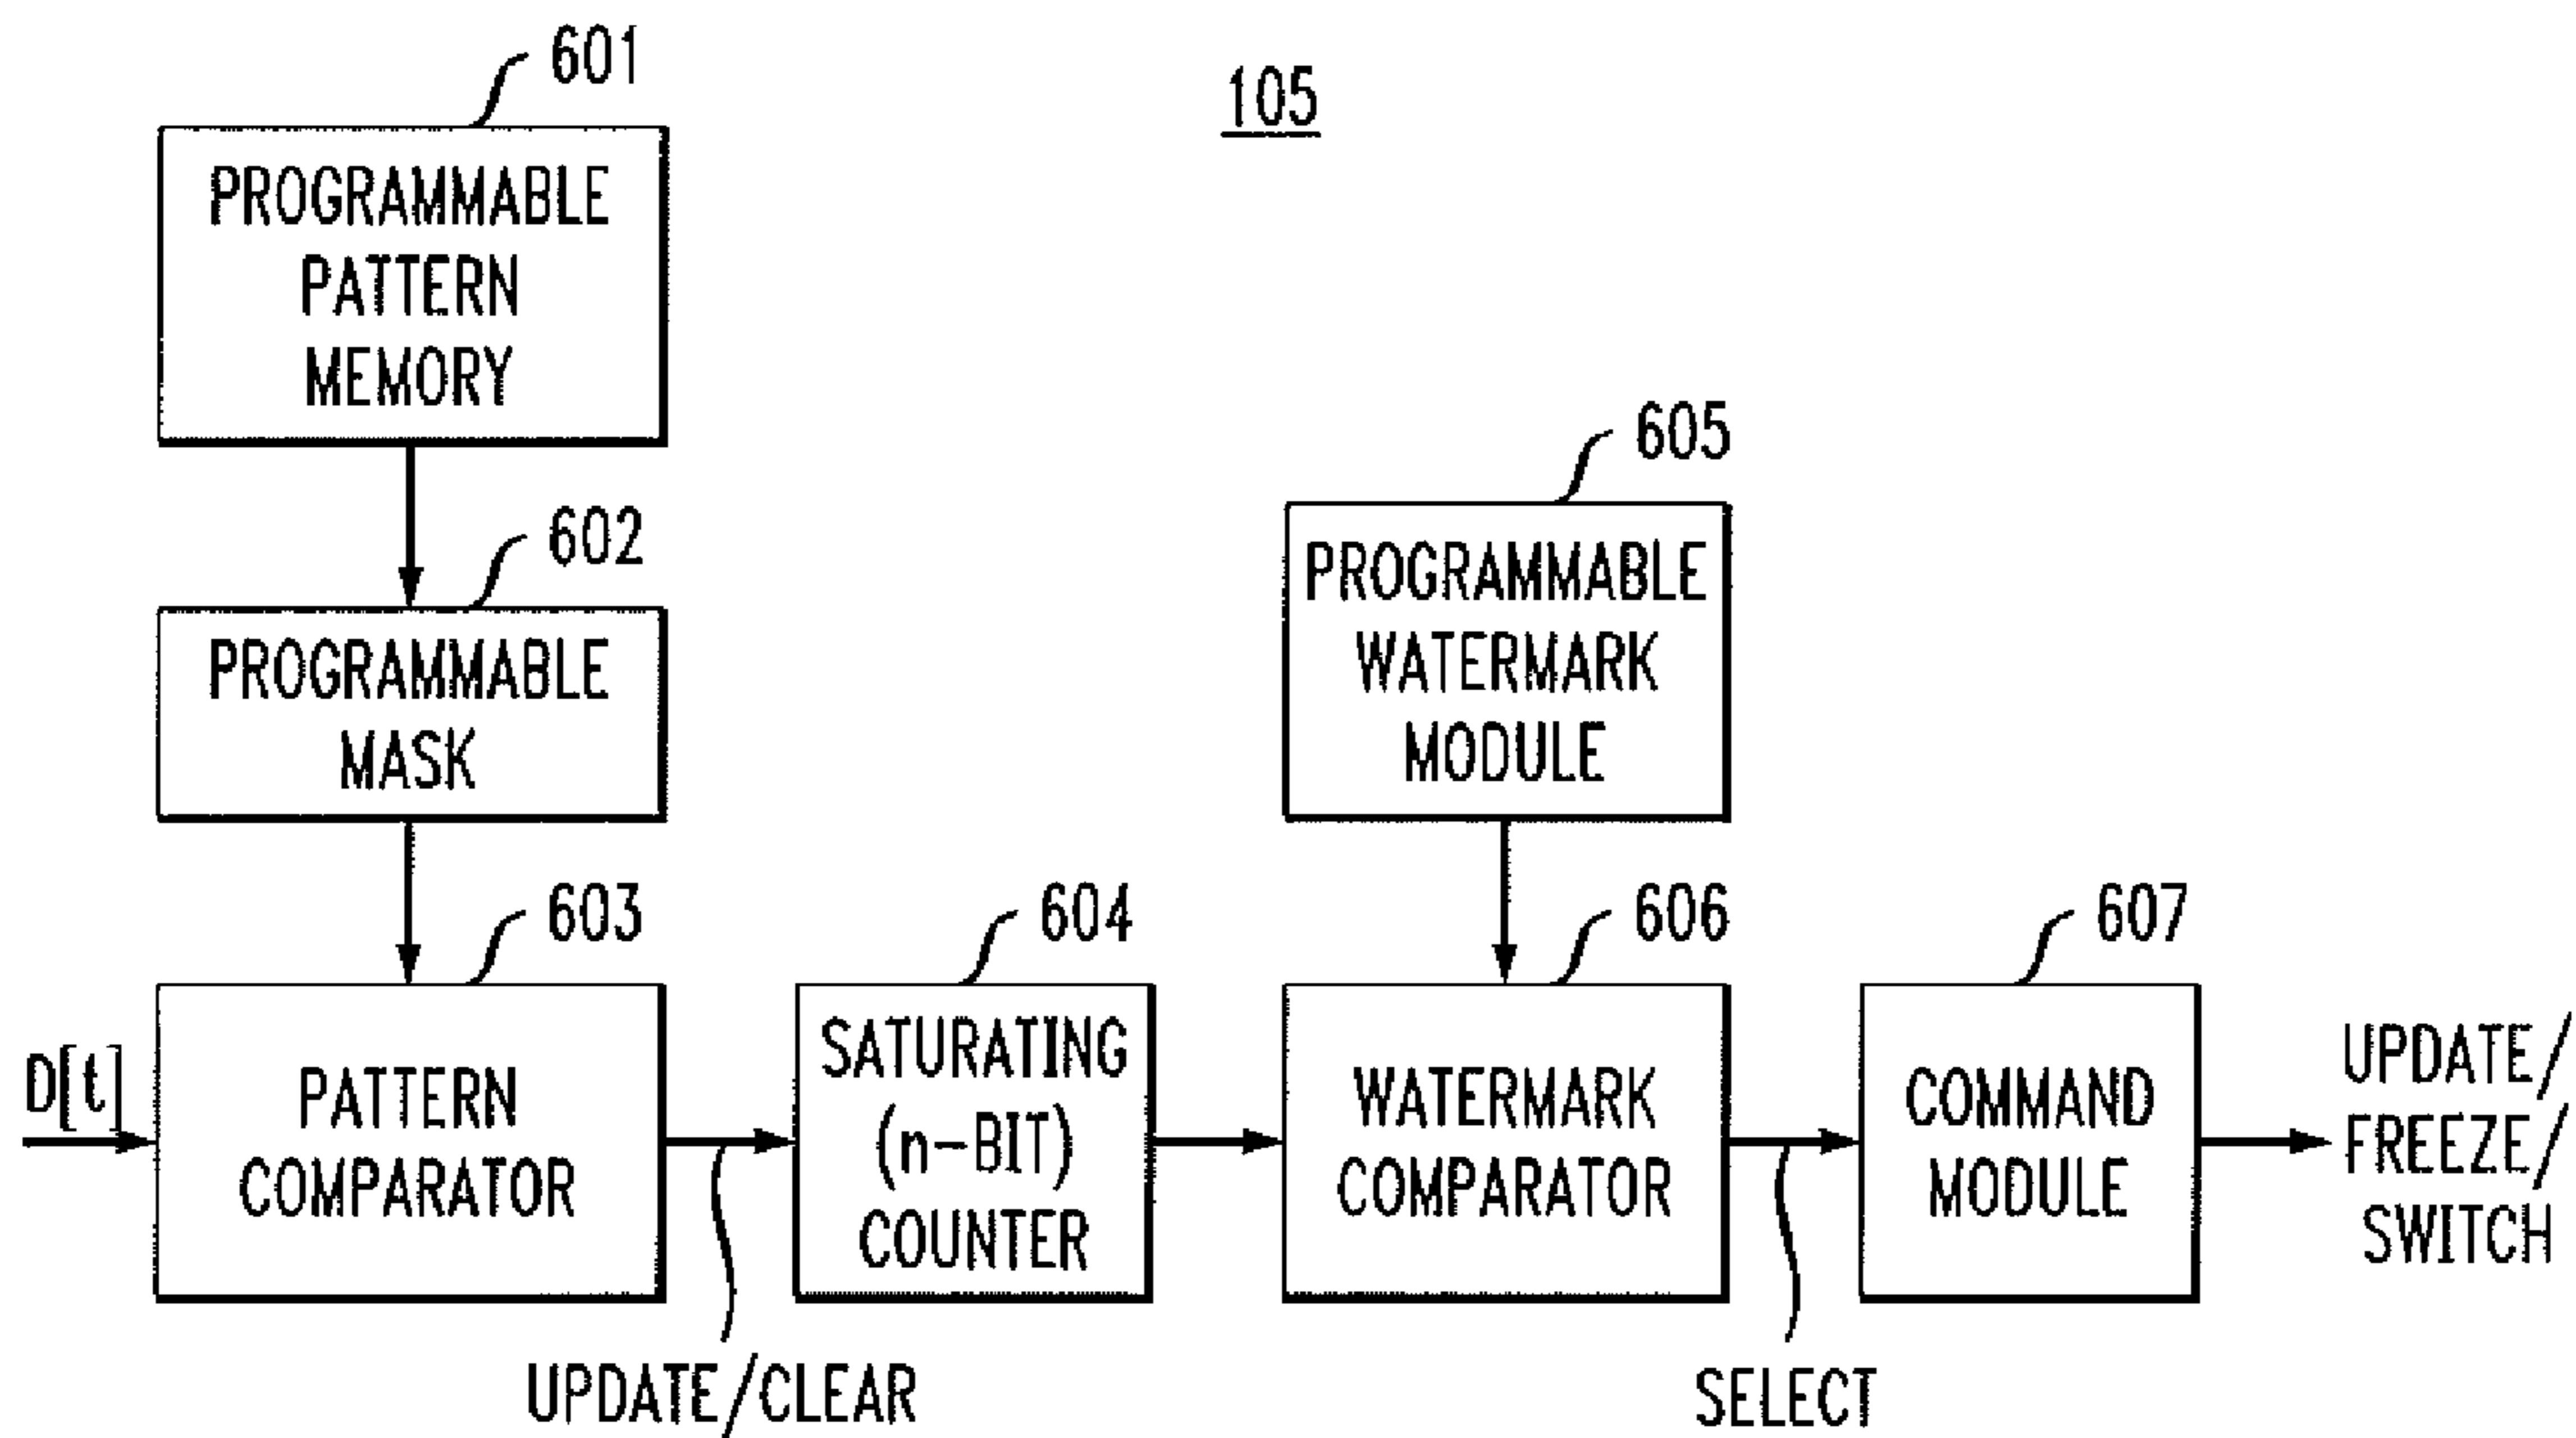 601
105
PROGRAMMABLE
PATTERN
MEMORY
602
PROGRAMMABLE
MASK
605
PROGRAMMABLE
WATERMARK
MODULE
603
604
606
607
D[t]
PATTERN
COMPARATOR
SATURATING
(n-BIT)
COUNTER
WATERMARK
COMPARATOR
COMMAND
MODULE
UPDATE/
FREEZE/
SWITCH
UPDATE/CLEAR
SELECT